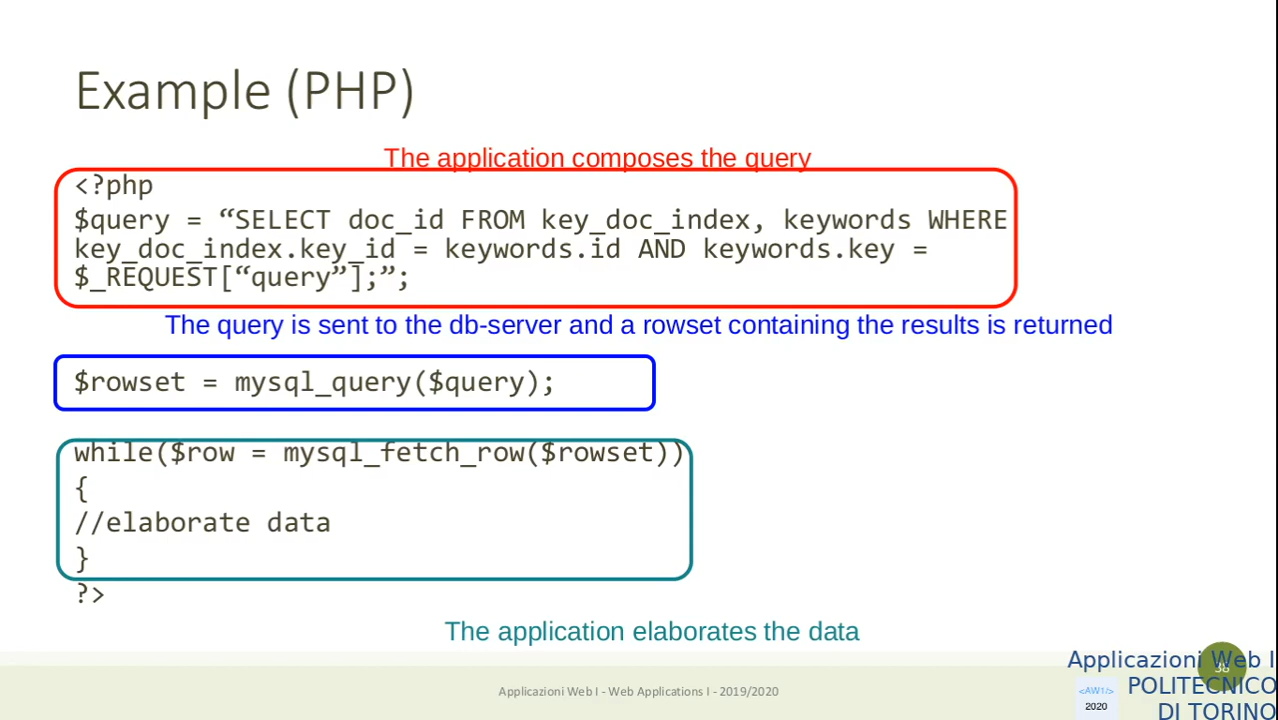 Example (PHP)
The application composes the query
<?php
$query = “SELECT doc_id FROM key_doc_index, keywords WHERE
key_doc_index.key_id = keywords.id AND keywords.key =
$_REQUEST[“query”];”;
The query is sent to the db-server and a rowset containing the results is returned
$rowset = mysql_query($query);
while($row = mysql_fetch_row($rowset))
{
//elaborate data
}
?>
The application elaborates the data
Applicazioni Web I - Web Applications I - 2019/2020
Applicazioni Web I
POLITECNICO
DI TORINO
<AW1/>
2020